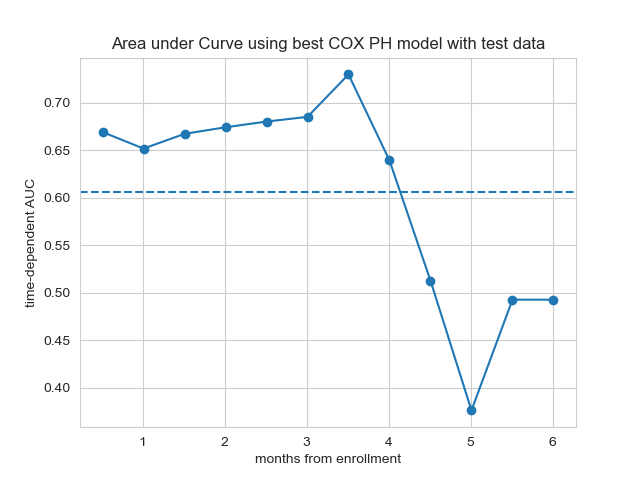 Area under Curve using best COX PH model with test data
time-dependent AUC
0.70
0.65
0.60
0.55
0.50
0.45
0.40
1 2 3 4 5 6
months from enrollment